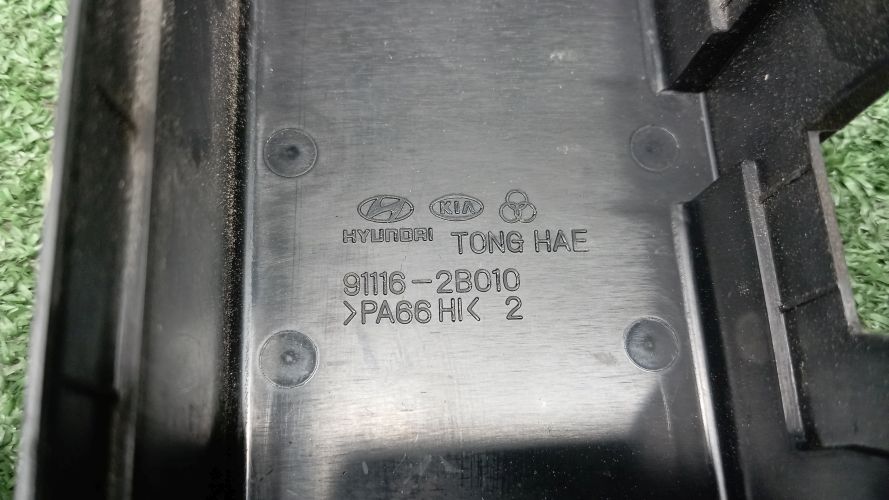 KIA
HYUNDAI TONG HAE
91116-2B010
>PA66 HI< 2